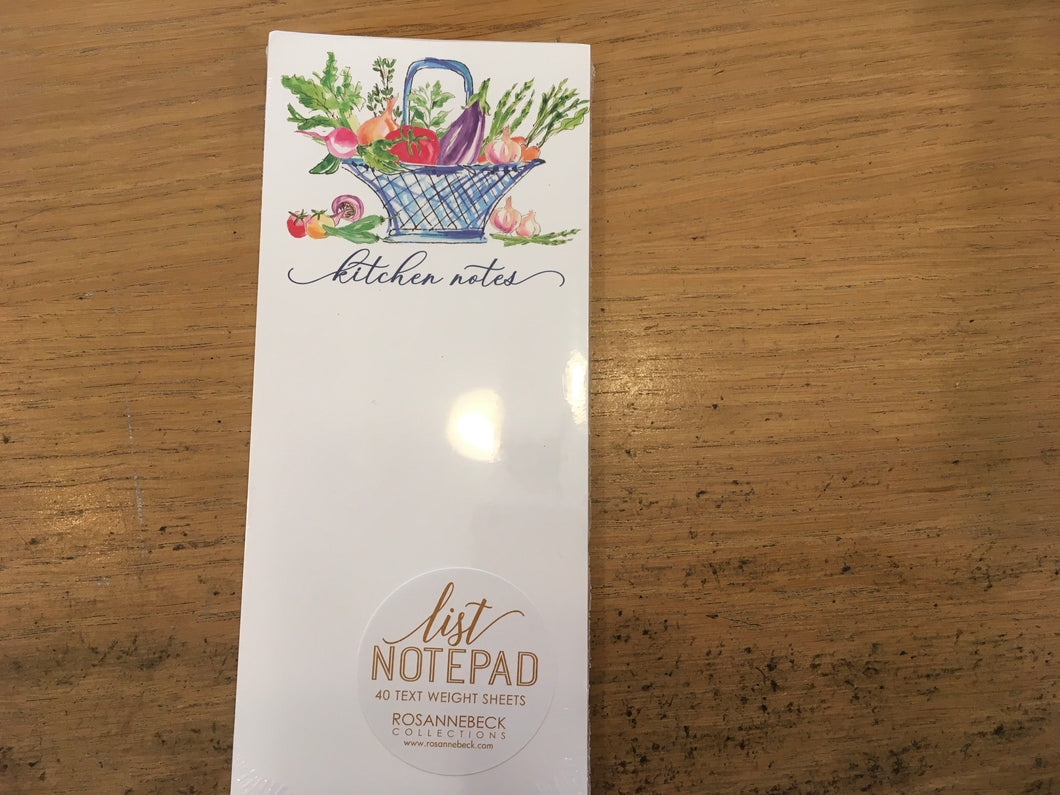 kitchen notes
list
NOTEPAD
40 TEXT WEIGHT SHEETS
ROSANNEBECK
COLLECTIONS
www.rosannebeck.com